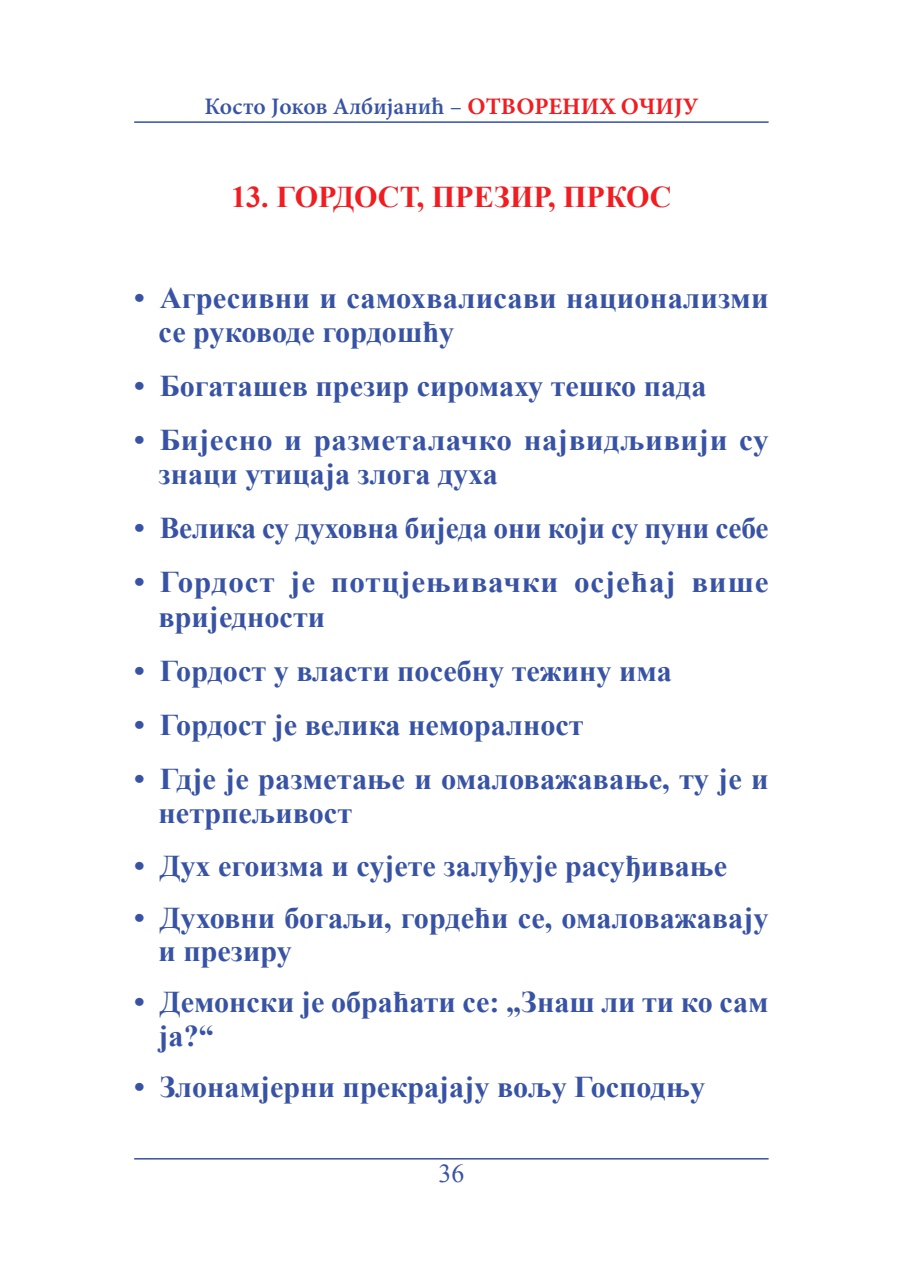 Косто Јоков Албијанић – ОТВОРЕНИХ ОЧИЈУ
13. ГОРДОСТ, ПРЕЗИР, ПРКОС
• Агресивни и самохвалисави национализми
се руководе гордошћу
• Богаташев презир сиромаху тешко пада
• Бијесно и разметалачко највидљивији су
знаци утицаја злога духа
• Велика су духовна биједа они који су пуни себе
• Гордост је потцјењивачки осјећај више
вриједности
• Гордост у власти посебну тежину има
• Гордост је велика неморалност
• Гдје је разметање и омаловажавање, ту је и
нетрпељивост
• Дух егоизма и сујете залуђује расуђивање
• Духовни богаљи, гордећи се, омаловажавају
и презиру
• Демонски је обраћати се: „Знаш ли ти ко сам
ја?“
• Злонамјерни прекрајају вољу Господњу
36